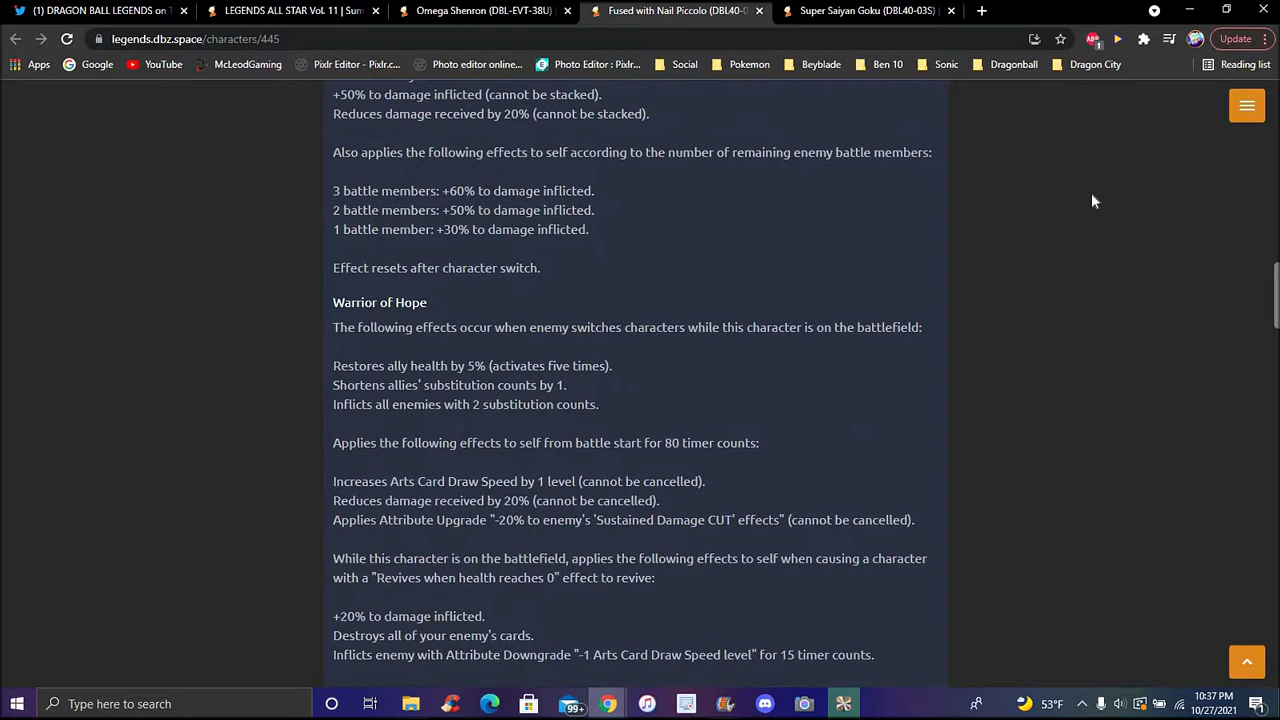 (1) DRAGON BALL LEGENDS on T
LEGENDS ALL STAR Vol. 11 | Sum
Omega Shenron (DBL-EVT-38U)
Fused with Nail Piccolo (DBL40-0
Super Saiyan Goku (DBL40-03S)
legends.dbz.space/characters/445
1
Update
Apps
Google
YouTube
McLeodGaming
Pixlr Editor - Pixlr.c...
Photo editor online...
Photo Editor : Pixlr...
Social
Pokemon
Beyblade
Ben 10
Sonic
Dragonball
Dragon City
Reading list
+50% to damage inflicted (cannot be stacked).
Reduces damage received by 20% (cannot be stacked).
Also applies the following effects to self according to the number of remaining enemy battle members:
3 battle members: +60% to damage inflicted.
2 battle members: +50% to damage inflicted.
1 battle member: +30% to damage inflicted.
Effect resets after character switch.
Warrior of Hope
The following effects occur when enemy switches characters while this character is on the battlefield:
Restores ally health by 5% (activates five times).
Shortens allies' substitution counts by 1.
Inflicts all enemies with 2 substitution counts.
Applies the following effects to self from battle start for 80 timer counts:
Increases Arts Card Draw Speed by 1 level (cannot be cancelled).
Reduces damage received by 20% (cannot be cancelled).
Applies Attribute Upgrade "-20% to enemy's 'Sustained Damage CUT' effects" (cannot be cancelled).
While this character is on the battlefield, applies the following effects to self when causing a character
with a "Revives when health reaches 0" effect to revive:
+20% to damage inflicted.
Destroys all of your enemy's cards.
Inflicts enemy with Attribute Downgrade "-1 Arts Card Draw Speed level" for 15 timer counts.
Type here to search
99+
53°F
10:37 PM
10/27/2021